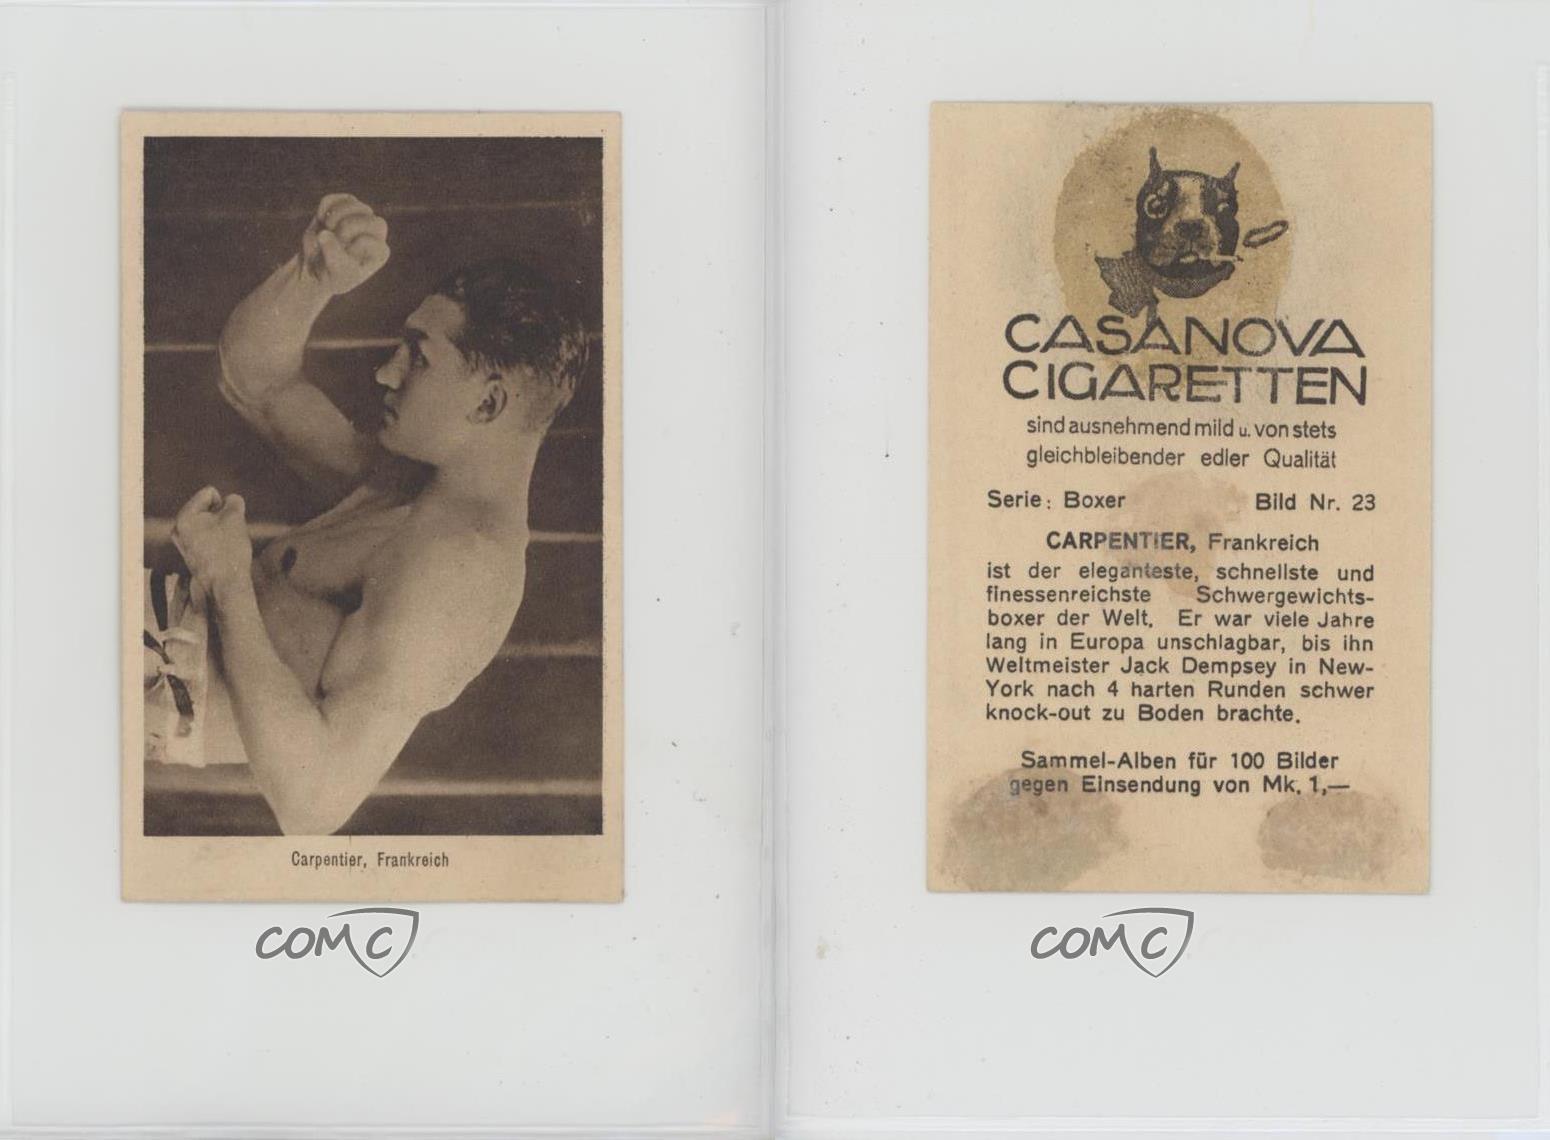 Carpentier, Frankreich
COMC
CASANOVA
CIGARETTEN
sind ausnehmend mild u. von stets
gleichbleibender edler Qualität
Serie: Boxer Bild Nr. 23
CARPENTIER, Frankreich
ist der eleganteste, schnellste und
finessenreichste Schwergewichts-
boxer der Welt. Er war viele Jahre
lang in Europa unschlagbar, bis ihn
Weltmeister Jack Dempsey in New-
York nach 4 harten Runden schwer
knock-out zu Boden brachte.
Sammel-Alben für 100 Bilder
gegen Einsendung von Mk. 1,—
COMC